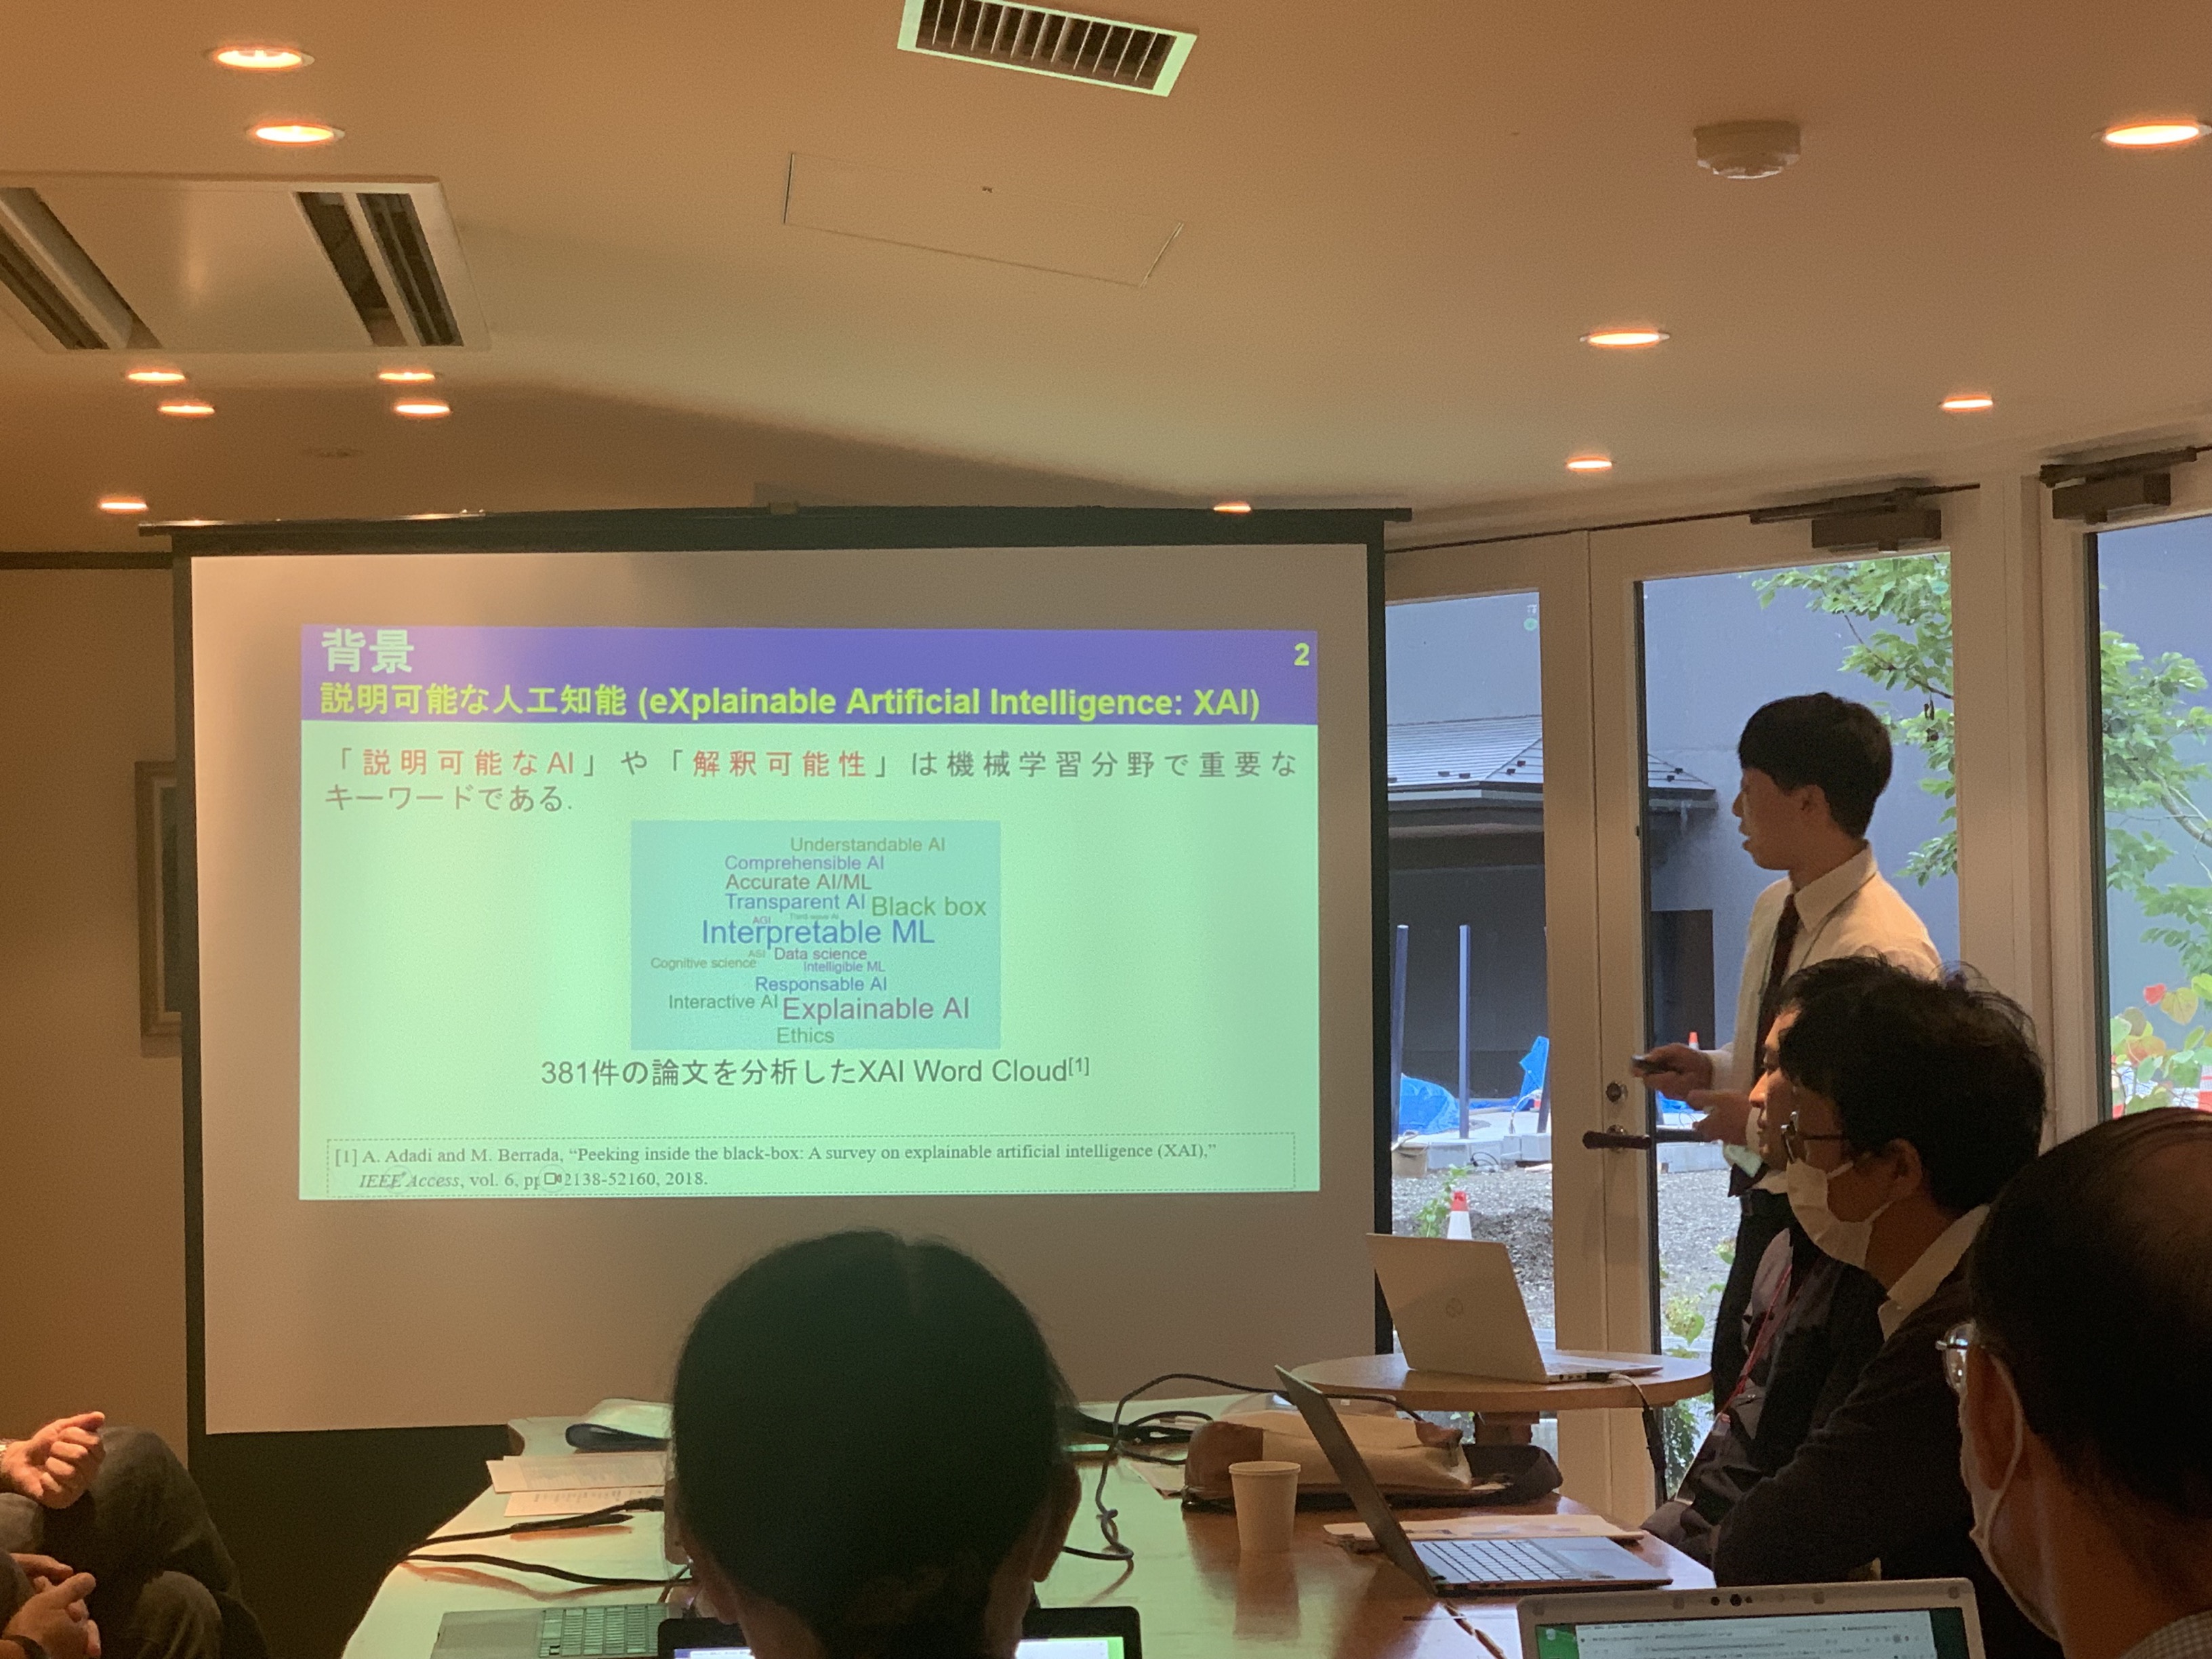 背景
2
説明可能な人工知能 (eXplainable Artificial Intelligence: XAI)
「説明可能なAI」や「解釈可能性」は機械学習分野で重要な
キーワードである.
Understandable AI
Comprehensible AI
Accurate AI/ML
Transparent AI Black box
AGI Third-wave AI
Interpretable ML
ASI Data science
Cognitive science Intelligible ML
Responsable AI
Interactive AI Explainable AI
Ethics
381件の論文を分析したXAI Word Cloud[1]
[1] A. Adadi and M. Berrada, “Peeking inside the black-box: A survey on explainable artificial intelligence (XAI),”
IEEE Access, vol. 6, pp 2138-52160, 2018.